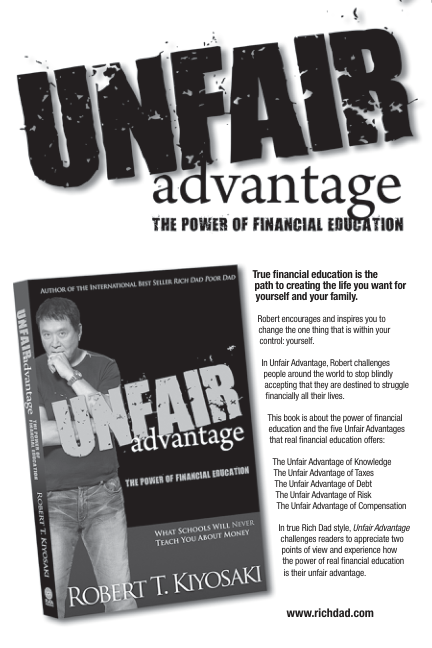 UNFAIR
advantage
THE POWER OF FINANCIAL EDUCATION
True financial education is the
path to creating the life you want for
yourself and your family.
Robert encourages and inspires you to
change the one thing that is within your
control: yourself.
In Unfair Advantage, Robert challenges
people around the world to stop blindly
accepting that they are destined to struggle
financially all their lives.
This book is about the power of financial
education and the five Unfair Advantages
that real financial education offers:
The Unfair Advantage of Knowledge
The Unfair Advantage of Taxes
The Unfair Advantage of Debt
The Unfair Advantage of Risk
The Unfair Advantage of Compensation
In true Rich Dad style, Unfair Advantage
challenges readers to appreciate two
points of view and experience how
the power of real financial education
is their unfair advantage.
www.richdad.com
AUTHOR OF THE INTERNATIONAL BEST SELLER RICH DAD POOR DAD
UNFAIR
advantage
THE POWER OF FINANCIAL EDUCATION
WHAT SCHOOLS WILL NEVER
TEACH YOU ABOUT MONEY
ROBERT T. KIYOSAKI
UNFAIR
advantage
THE POWER OF
FINANCIAL EDUCATION
ROBERT T. KIYOSAKI